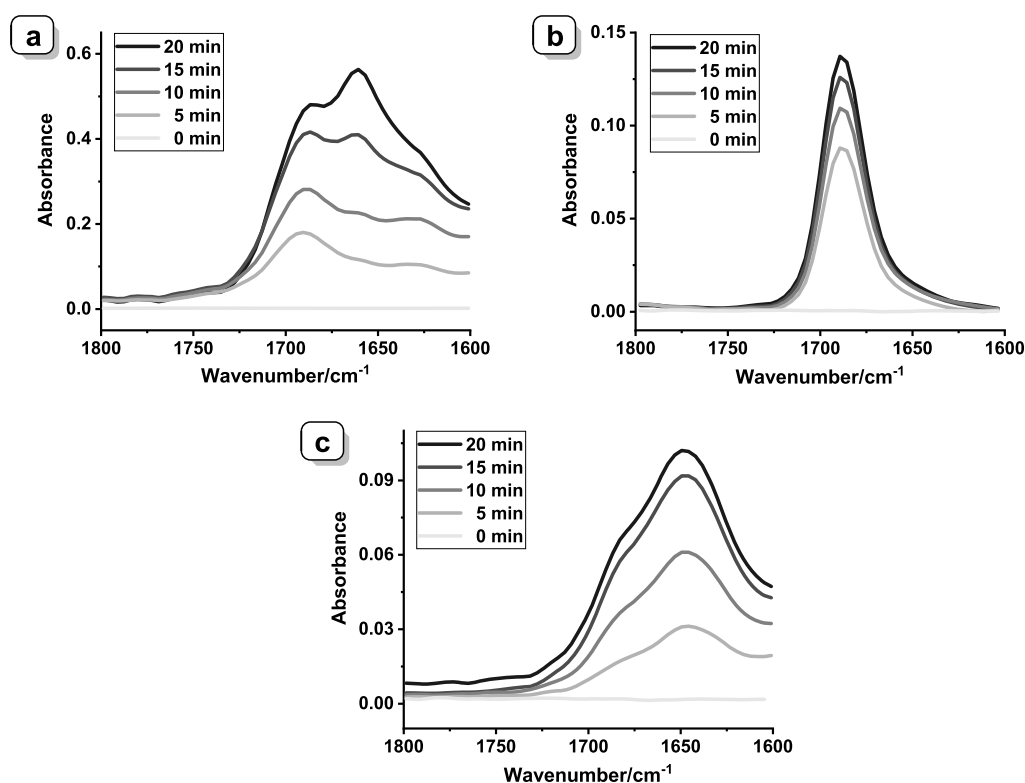 a
20 min
15 min
10 min
5 min
0 min
0.6
0.4
0.2
0.0
Absorbance
1800
1750
1700
1650
1600
Wavenumber/cm⁻¹
b
20 min
15 min
10 min
5 min
0 min
0.15
0.10
0.05
0.00
Absorbance
1800
1750
1700
1650
1600
Wavenumber/cm⁻¹
c
20 min
15 min
10 min
5 min
0 min
0.09
0.06
0.03
0.00
Absorbance
1800
1750
1700
1650
1600
Wavenumber/cm⁻¹